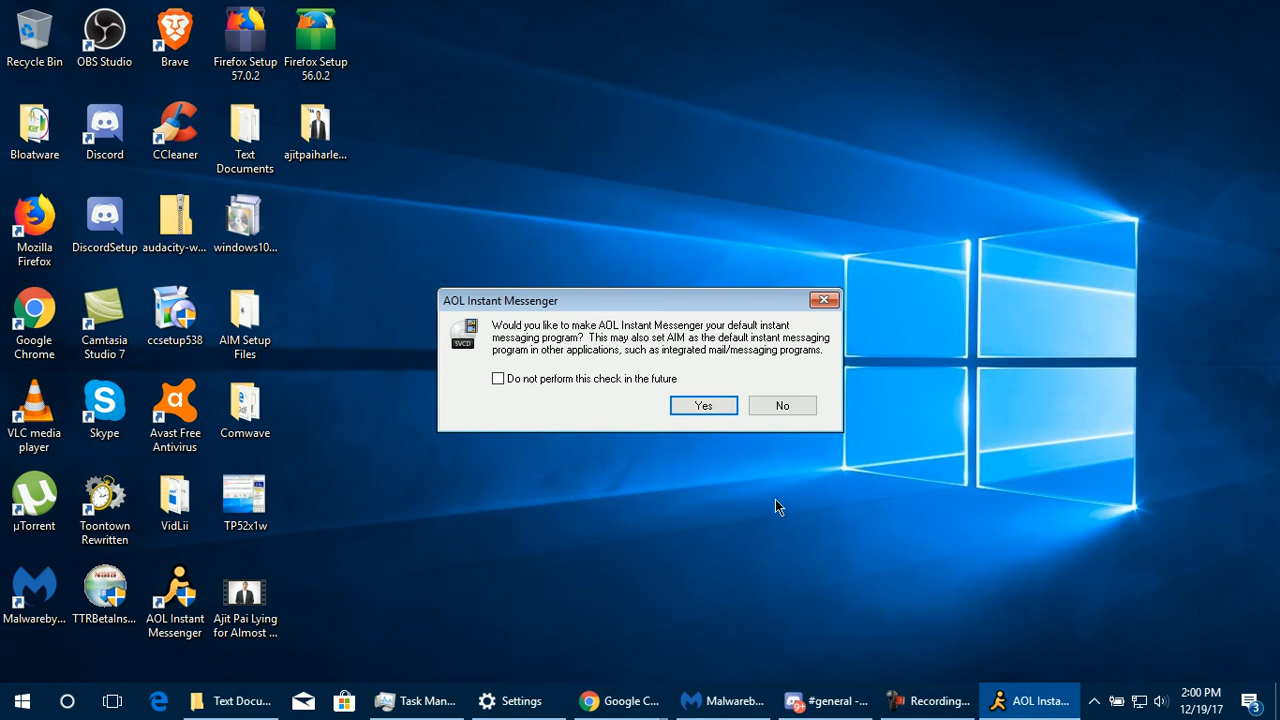 Recycle Bin
OBS Studio
Brave
Firefox Setup
57.0.2
Firefox Setup
56.0.2
Bloatware
Discord
CCleaner
Text
Documents
ajitpaiharle...
Mozilla
Firefox
DiscordSetup
audacity-w...
windows10...
Google
Chrome
Camtasia
Studio 7
ccsetup538
AIM Setup
Files
AOL Instant Messenger
SVCD
Would you like to make AOL Instant Messenger your default instant
messaging program? This may also set AIM as the default instant messaging
program in other applications, such as integrated mail/messaging programs.
Do not perform this check in the future
Yes
No
VLC media
player
Skype
Avast Free
Antivirus
Comwave
µTorrent
Toontown
Rewritten
VidLii
TP52x1w
Malwareby...
TTRBetaIns...
AOL Instant
Messenger
Ajit Pai Lying
for Almost ...
Text Docu...
Task Man...
Settings
Google C...
Malwareb...
9+
#general -...
Recording...
AOL Insta...
2:00 PM
12/19/17
3